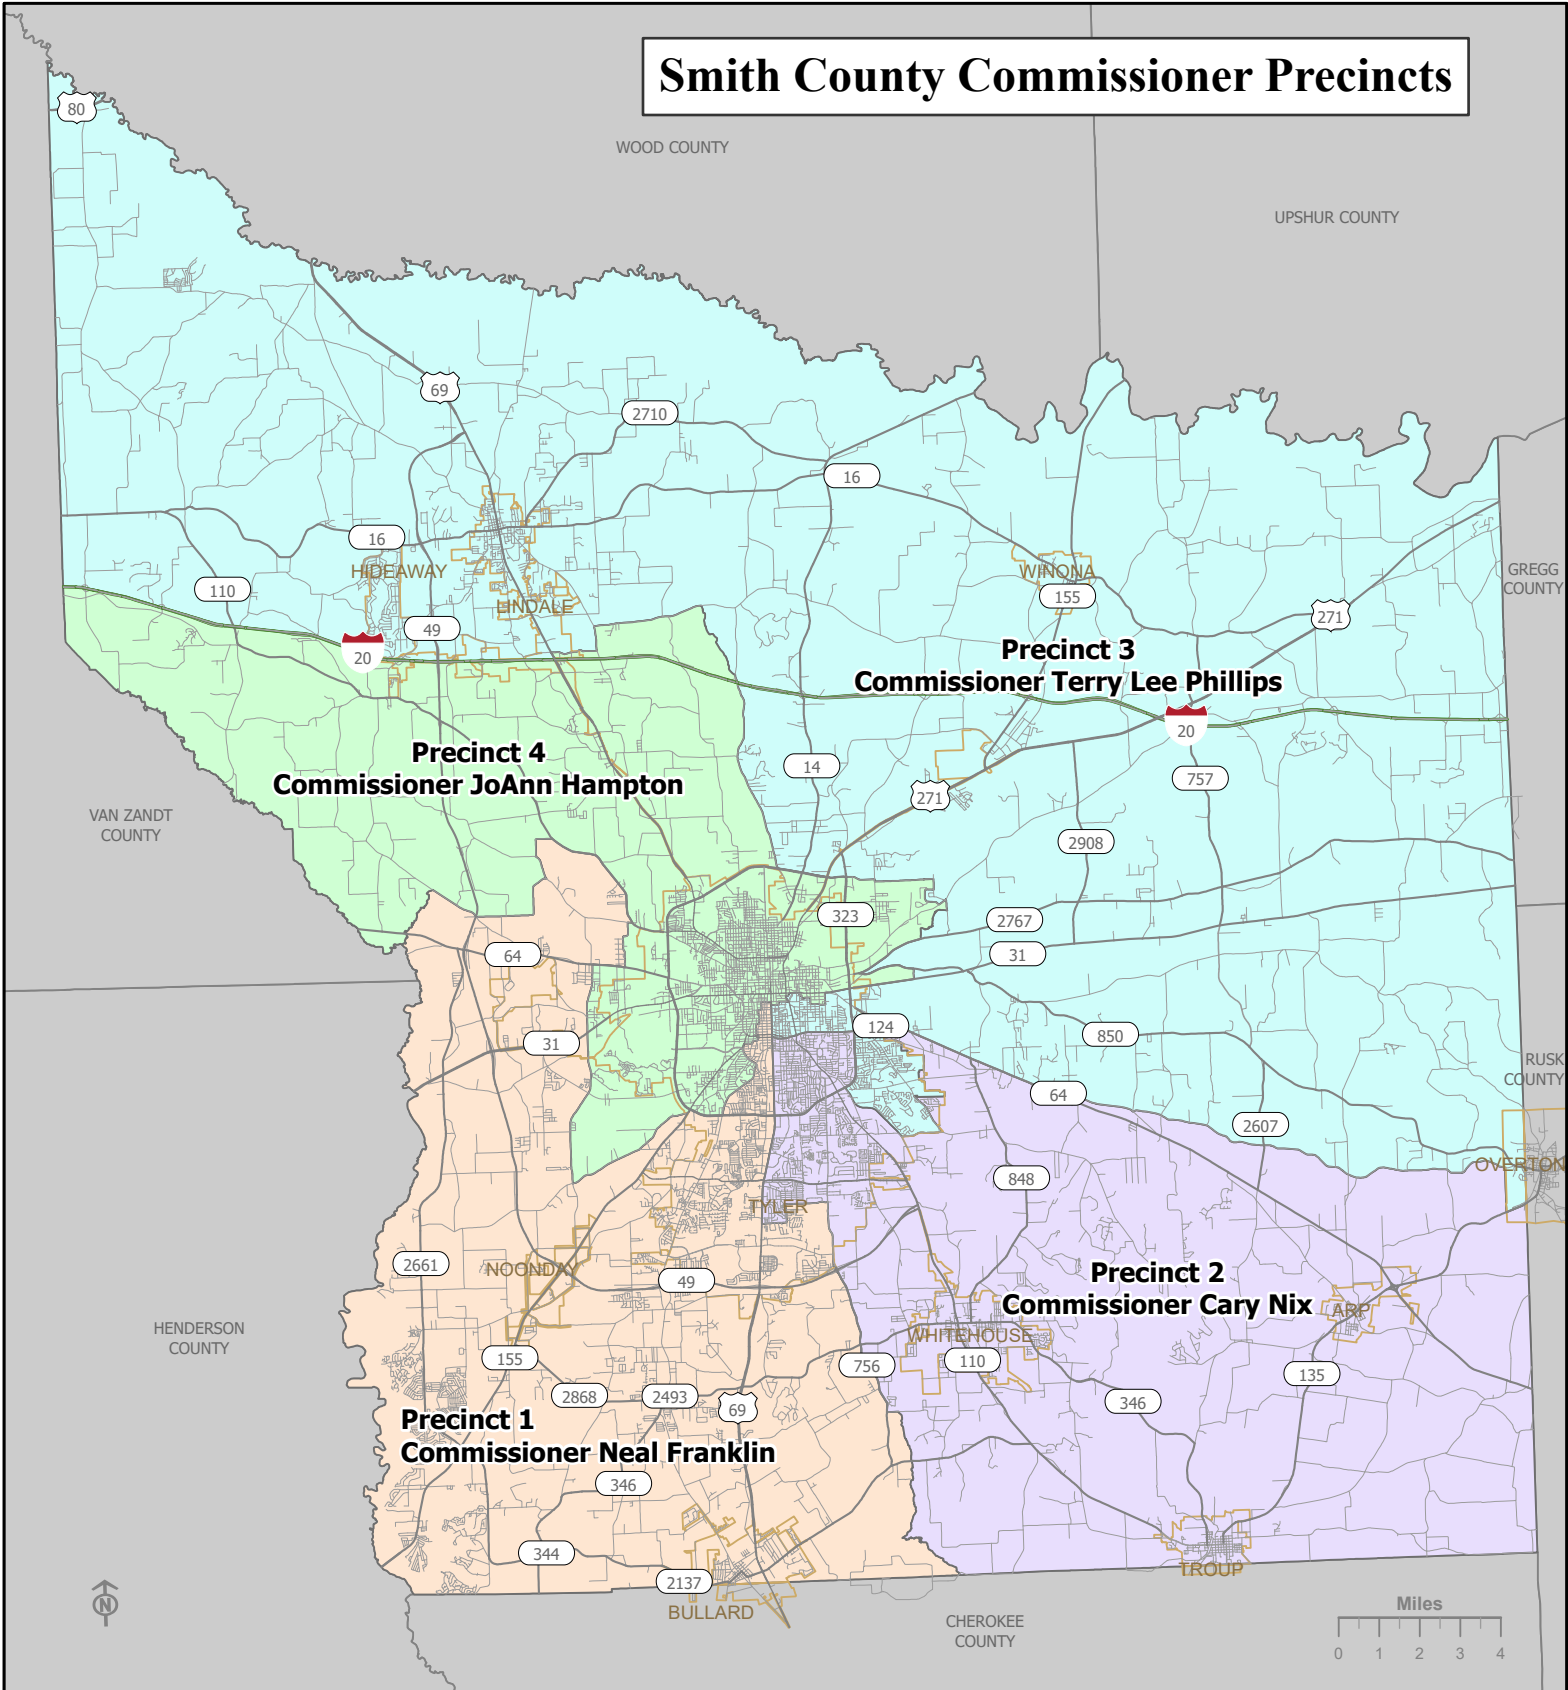 Smith County Commissioner Precincts
80
WOOD COUNTY
UPSHUR COUNTY
69
2710
16
16
HIDEAWAY
110
LINDALE
49
20
WINONA
155
GREGG
COUNTY
271
Precinct 3
Commissioner Terry Lee Phillips
20
Precinct 4
Commissioner JoAnn Hampton
14
271
757
VAN ZANDT
COUNTY
2908
323
2767
64
31
31
124
850
RUSK
COUNTY
64
2607
OVERTON
848
TYLER
2661
NOONDAY
49
Precinct 2
Commissioner Cary Nix
ARP
HENDERSON
COUNTY
WHITEHOUSE
155
756
110
135
2868
2493
69
346
Precinct 1
Commissioner Neal Franklin
346
344
2137
TROUP
BULLARD
CHEROKEE
COUNTY
N
Miles
0 1 2 3 4